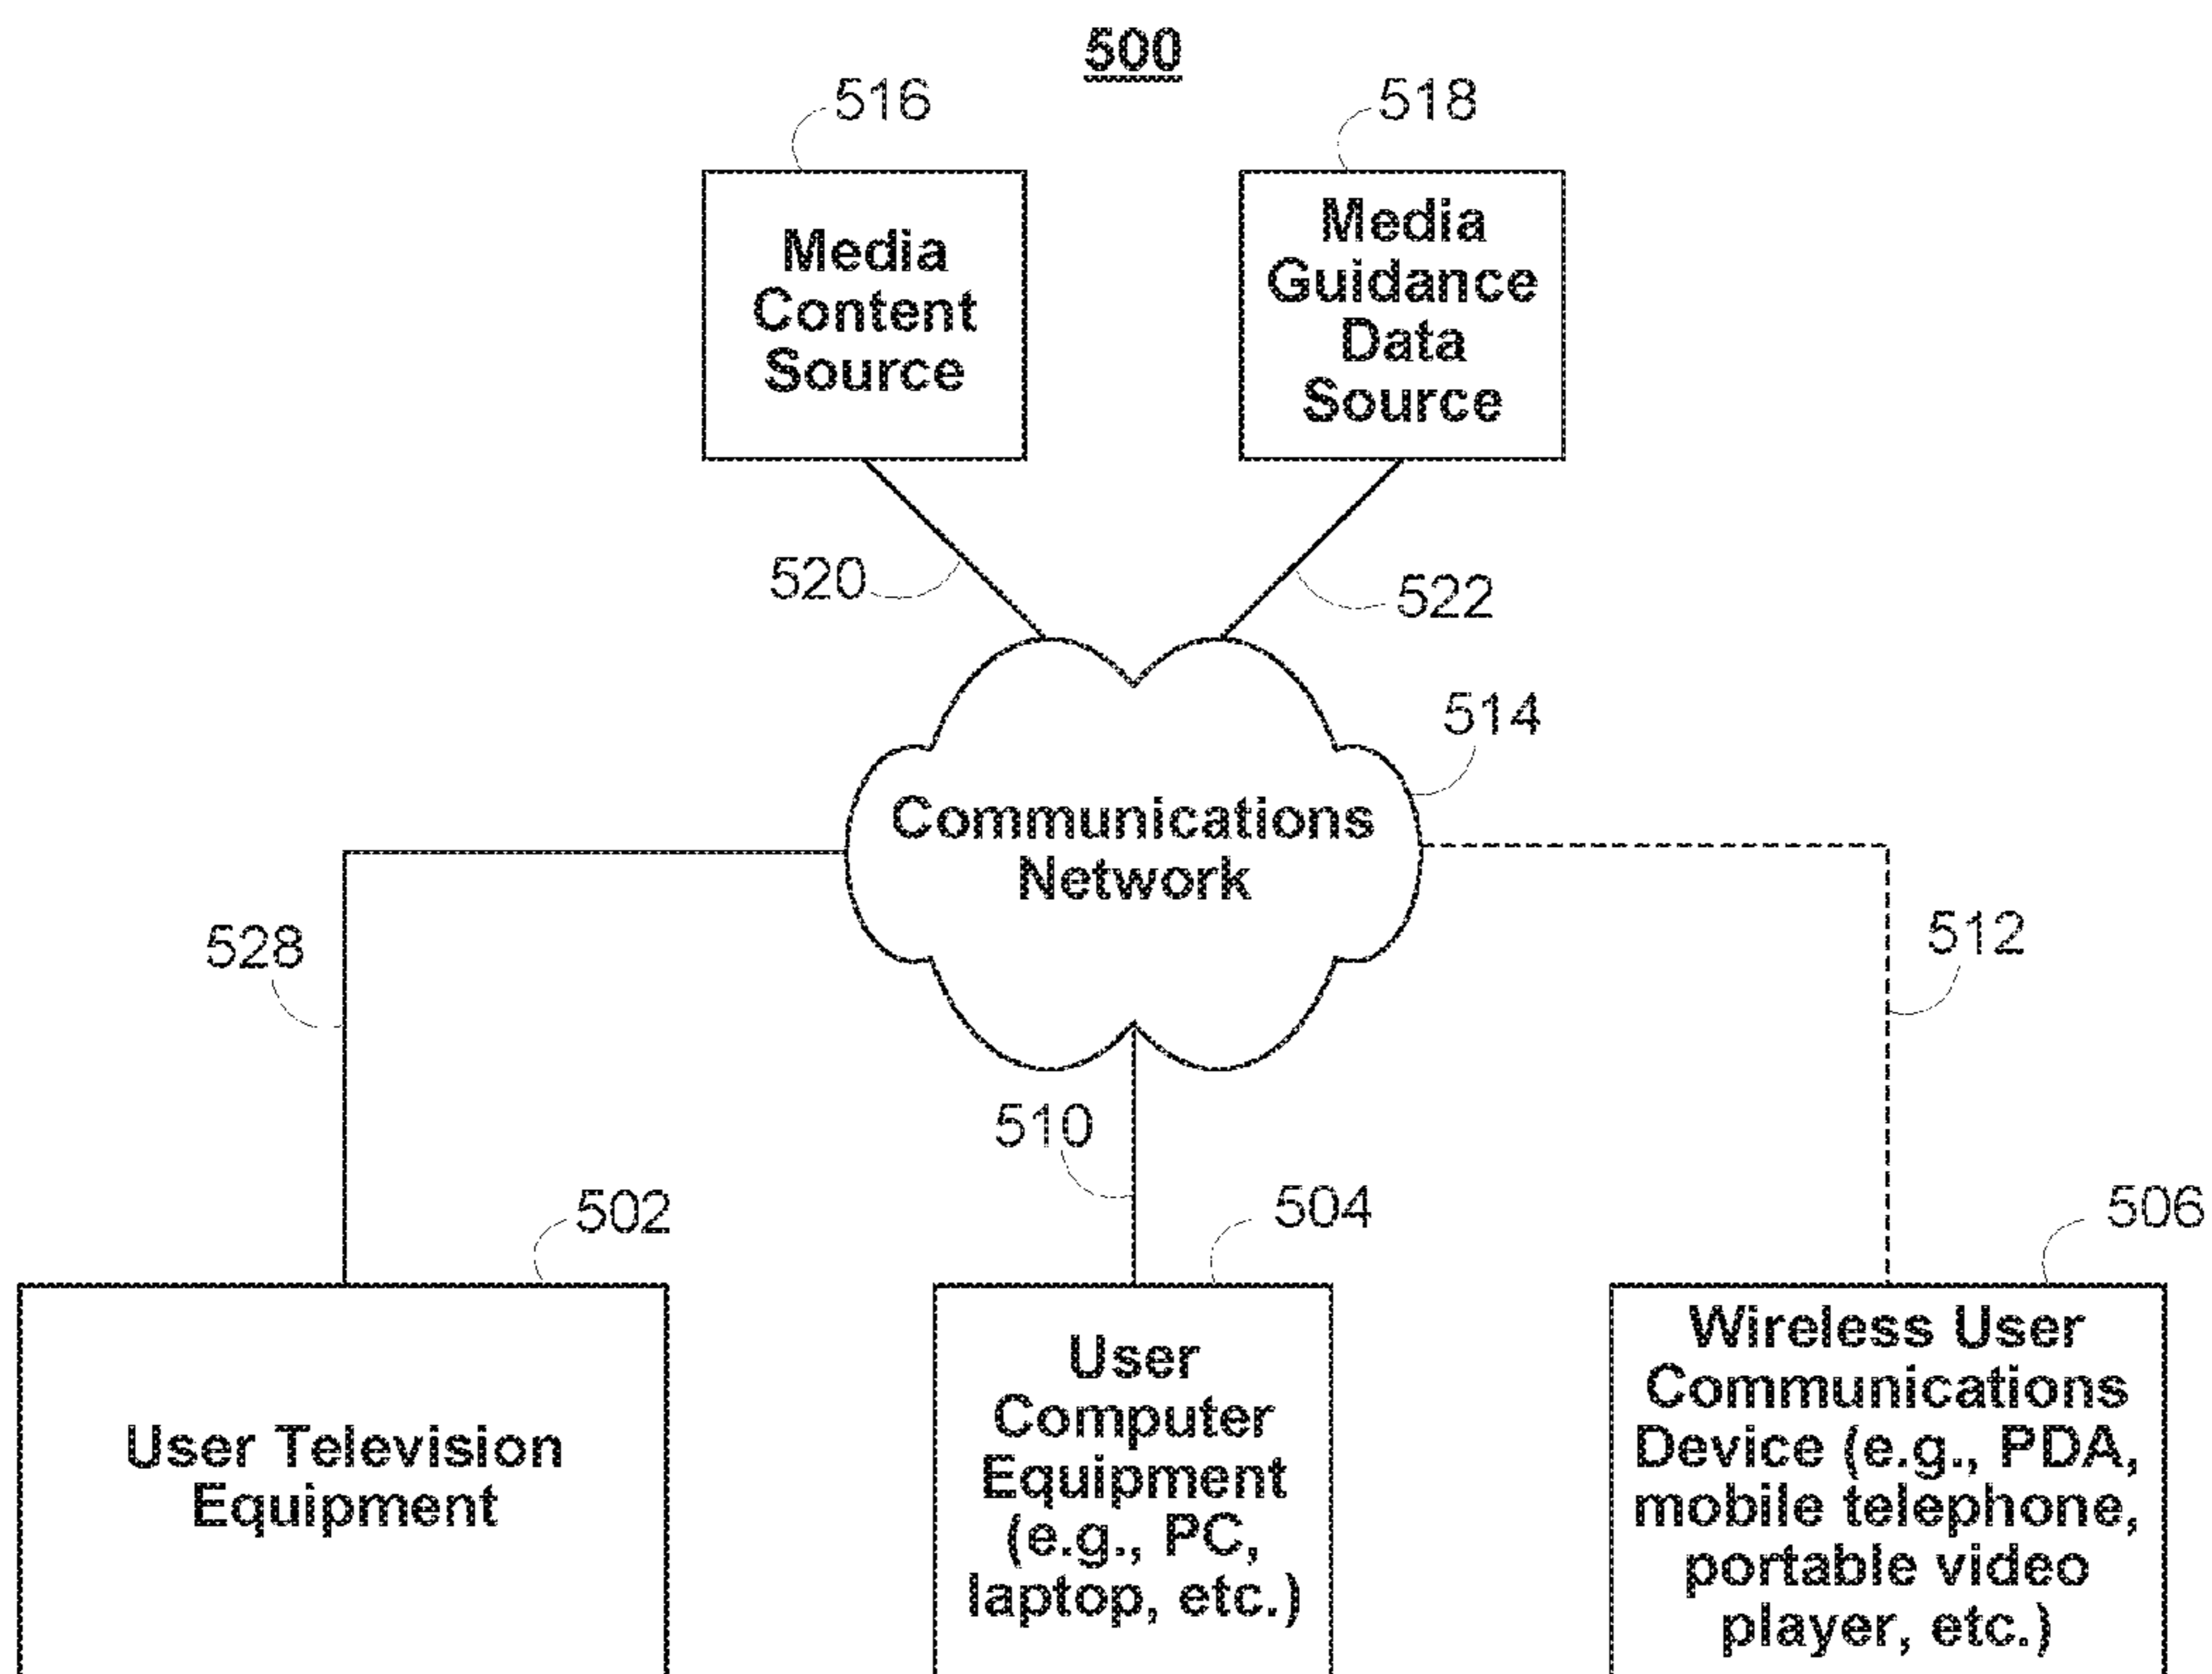 500
516
518
Media
Content
Source
Media
Guidance
Data
Source
520
522
514
Communications
Network
528
512
510
502
504
506
User Television
Equipment
User
Computer
Equipment
(e.g., PC,
laptop, etc.)
Wireless User
Communications
Device (e.g., PDA,
mobile telephone,
portable video
player, etc.)